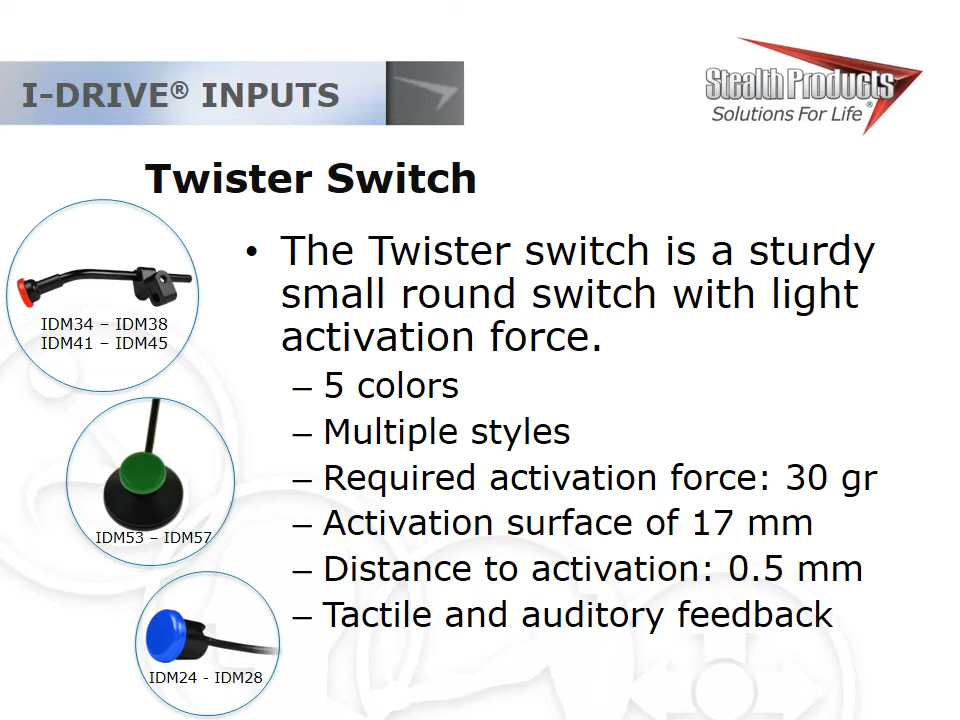 I-DRIVE® INPUTS
Stealth Products®
Solutions For Life
Twister Switch
• The Twister switch is a sturdy
small round switch with light
activation force.
– 5 colors
– Multiple styles
– Required activation force: 30 gr
– Activation surface of 17 mm
– Distance to activation: 0.5 mm
– Tactile and auditory feedback
IDM34 – IDM38
IDM41 – IDM45
IDM53 – IDM57
IDM24 - IDM28